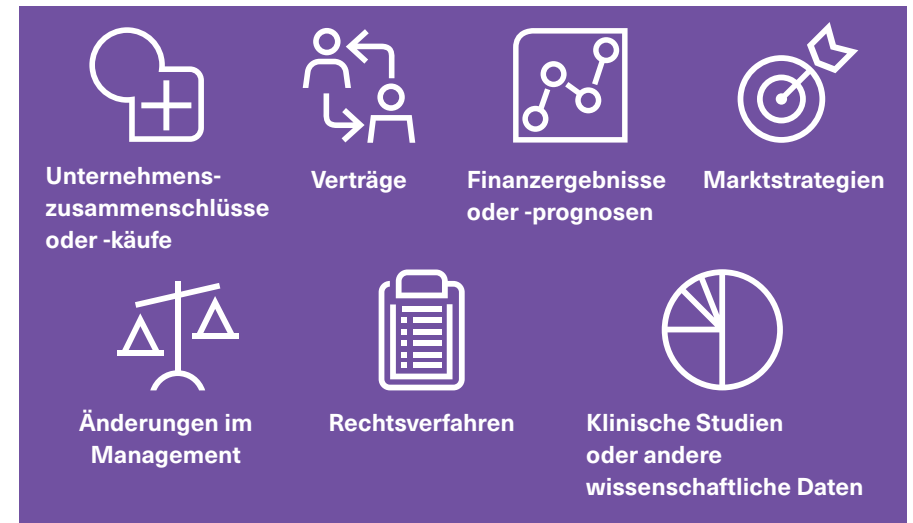 Unternehmens-
zusammenschlüsse
oder -käufe
Verträge
Finanzergebnisse
oder -prognosen
Marktstrategien
Änderungen im
Management
Rechtsverfahren
Klinische Studien
oder andere
wissenschaftliche Daten